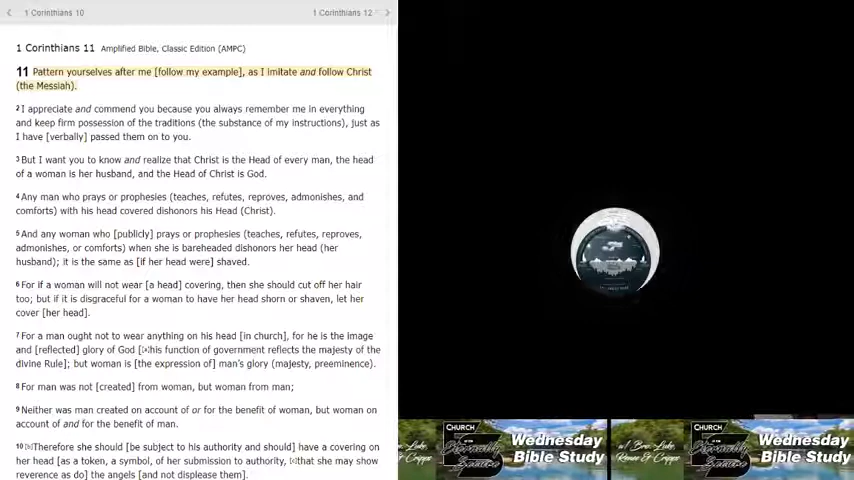 1 Corinthians 10
1 Corinthians 12
1 Corinthians 11 Amplified Bible, Classic Edition (AMPC)
11 Pattern yourselves after me [follow my example], as I imitate and follow Christ
(the Messiah).
2 I appreciate and commend you because you always remember me in everything
and keep firm possession of the traditions (the substance of my instructions), just as
I have [verbally] passed them on to you.
3 But I want you to know and realize that Christ is the Head of every man, the head
of a woman is her husband, and the Head of Christ is God.
4 Any man who prays or prophesies (teaches, refutes, reproves, admonishes, and
comforts) with his head covered dishonors his Head (Christ).
5 And any woman who [publicly] prays or prophesies (teaches, refutes, reproves,
admonishes, or comforts) when she is bareheaded dishonors her head (her
husband); it is the same as [if her head were] shaved.
6 For if a woman will not wear [a head] covering, then she should cut off her hair
too; but if it is disgraceful for a woman to have her head shorn or shaven, let her
cover [her head].
7 For a man ought not to wear anything on his head [in church], for he is the image
and [reflected] glory of God [[a]his function of government reflects the majesty of the
divine Rule]; but woman is [the expression of] man's glory (majesty, preeminence).
8 For man was not [created] from woman, but woman from man;
9 Neither was man created on account of or for the benefit of woman, but woman on
account of and for the benefit of man.
10 [b]Therefore she should [be subject to his authority and should] have a covering on
her head [as a token, a symbol, of her submission to authority, [c]that she may show
reverence as do] the angels [and not displease them].
CHURCH
Eternally
Secure
Wednesday
Bible Study
w/ Bro. Luke,
Renee & Cripps
CHURCH
Eternally
Secure
Wednesday
Bible Study